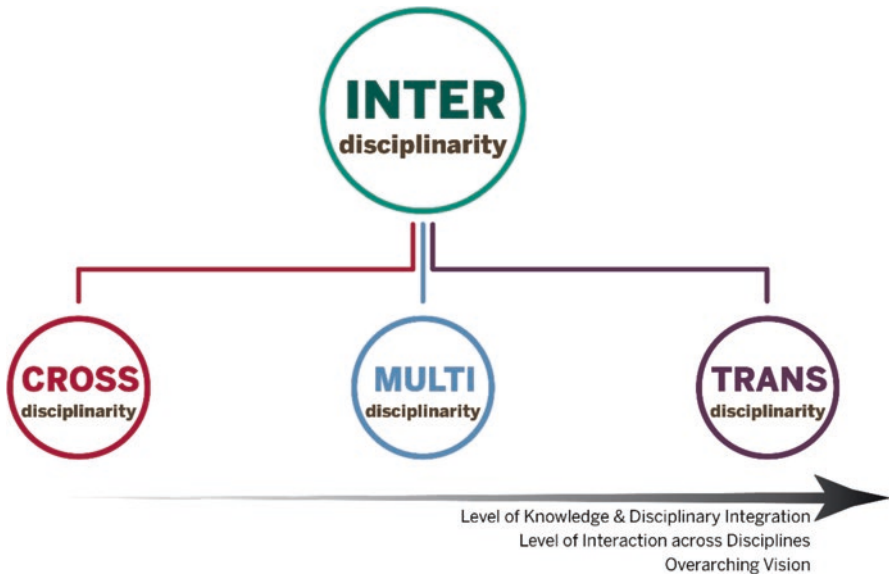 INTER
disciplinarity
CROSS
disciplinarity
MULTI
disciplinarity
TRANS
disciplinarity
Level of Knowledge & Disciplinary Integration
Level of Interaction across Disciplines
Overarching Vision